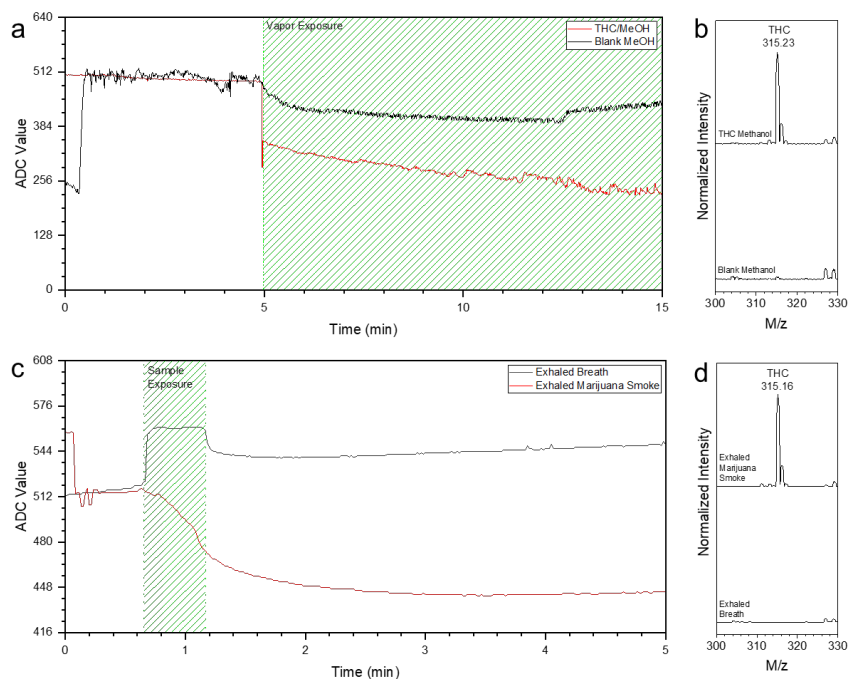 a
640
512
384
256
128
0
ADC Value
Vapor Exposure
THC/MeOH
Blank MeOH
0
5
10
15
Time (min)
b
THC
315.23
Normalized Intensity
THC Methanol
Blank Methanol
300
310
320
330
M/z
c
608
576
544
512
480
448
416
ADC Value
Sample
Exposure
Exhaled Breath
Exhaled Marijuana Smoke
0
1
2
3
4
5
Time (min)
d
THC
315.16
Normalized Intensity
Exhaled
Marijuana
Smoke
Exhaled
Breath
300
310
320
330
M/z